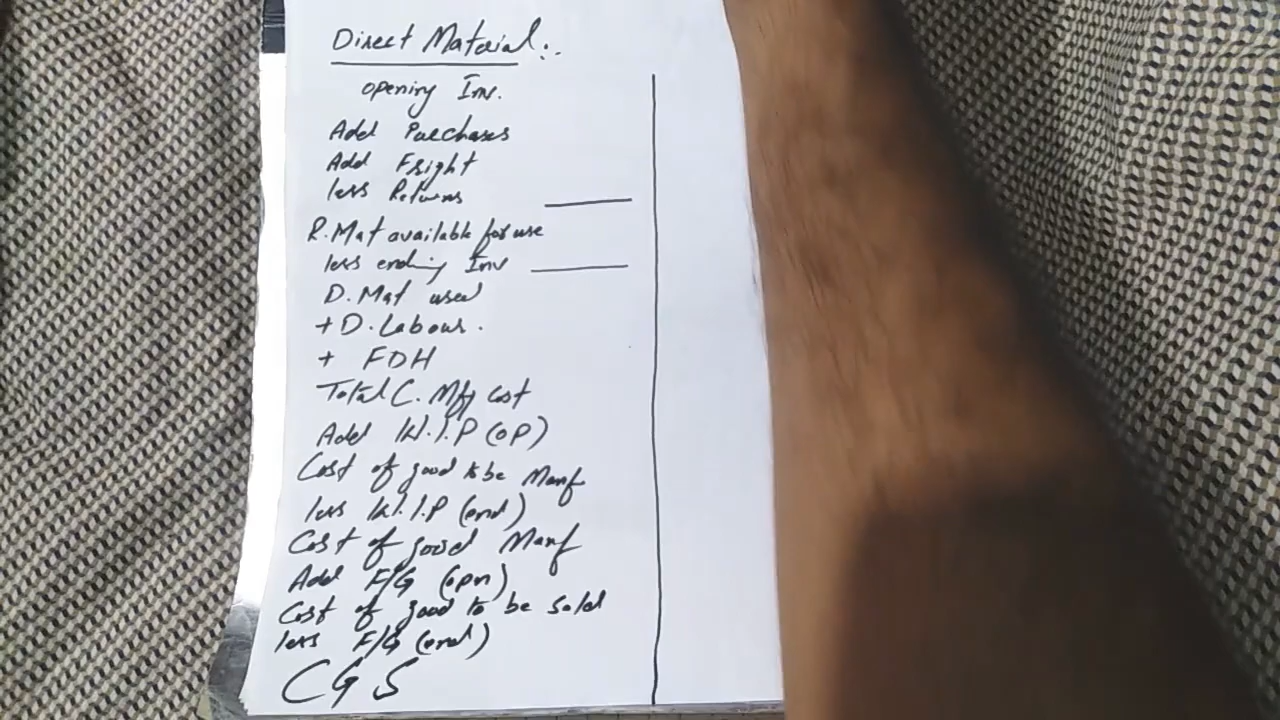 Direct Material:.
opening Inv.
Add Purchases
Add Fright
less Returns
R.Mat available for use
less ending Inv
D.Mat used
+ D.Labour.
+ FOH
Total C. Mfg cost
Add W.I.P (op)
Cost of good to be Manf
less W.I.P (end)
Cost of good Manf
Add F/G (opn)
Cost of good to be sold
less F/G (end)
CGS